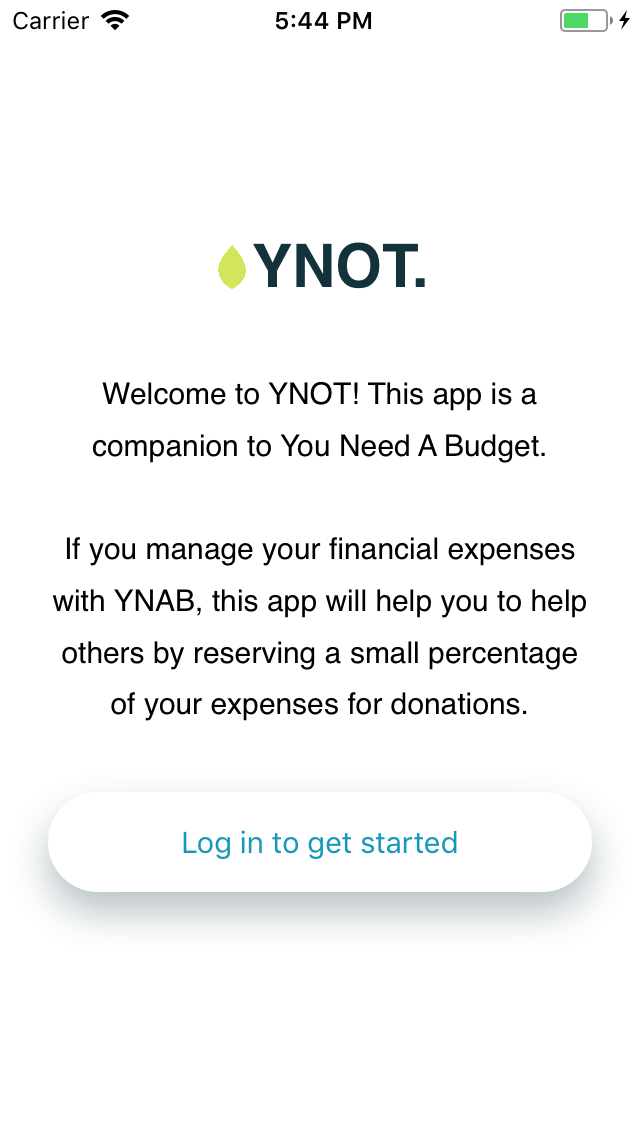 Carrier 5:44 PM
YNOT.
Welcome to YNOT! This app is a
companion to You Need A Budget.
If you manage your financial expenses
with YNAB, this app will help you to help
others by reserving a small percentage
of your expenses for donations.
Log in to get started